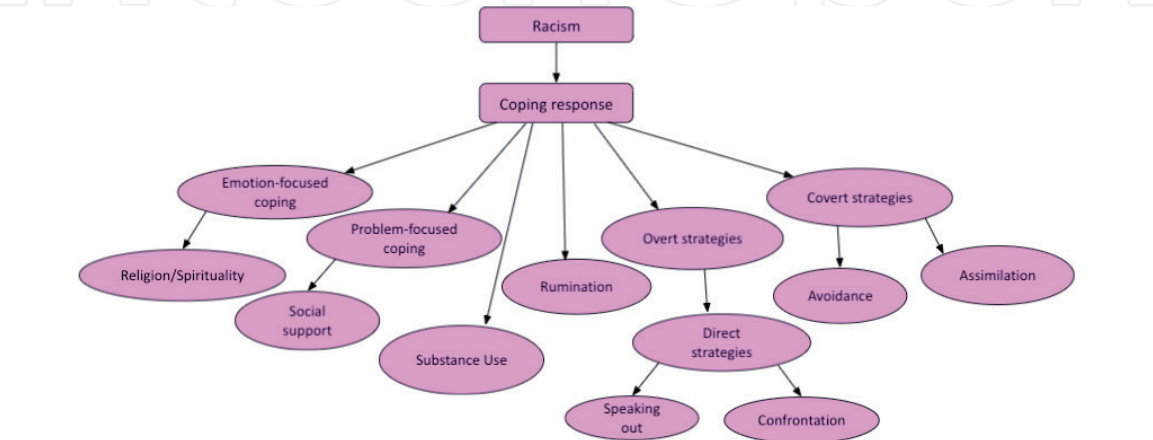 Racism
Coping response
Emotion-focused
coping
Covert strategies
Problem-focused
coping
Overt strategies
Religion/Spirituality
Assimilation
Rumination
Avoidance
Social
support
Direct
strategies
Substance Use
Speaking
out
Confrontation